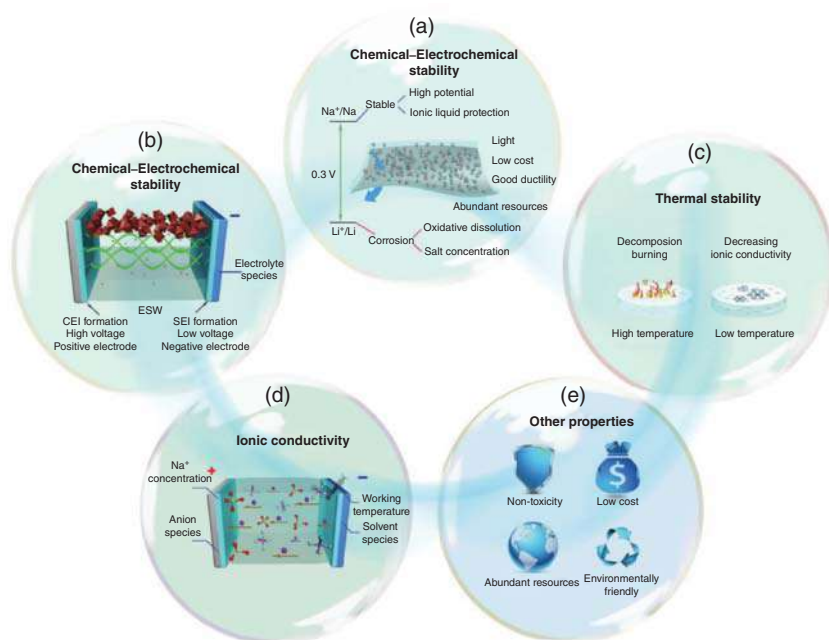 (a)
Chemical–Electrochemical
stability
High potential
Na⁺/Na
Stable
Ionic liquid protection
Light
Low cost
0.3 V
Good ductility
Abundant resources
Li⁺/Li
Corrosion
Oxidative dissolution
Salt concentration
(b)
Chemical–Electrochemical
stability
–
Electrolyte
species
ESW
CEI formation
High voltage
Positive electrode
SEI formation
Low voltage
Negative electrode
(c)
Thermal stability
Decomposion
burning
Decreasing
ionic conductivity
High temperature
Low temperature
(d)
Ionic conductivity
Na⁺
concentration
+
–
Anion
species
Working
temperature
Solvent
species
(e)
Other properties
$
Non-toxicity
Low cost
Abundant resources
Environmentally
friendly